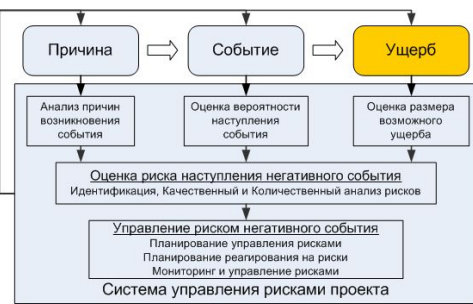 Причина
Событие
Ущерб
Анализ причин
возникновения
события
Оценка вероятности
наступления
события
Оценка размера
возможного
ущерба
Оценка риска наступления негативного события
Идентификация, Качественный и Количественный анализ рисков
Управление риском негативного события
Планирование управления рисками
Планирование реагирования на риски
Мониторинг и управление рисками
Система управления рисками проекта